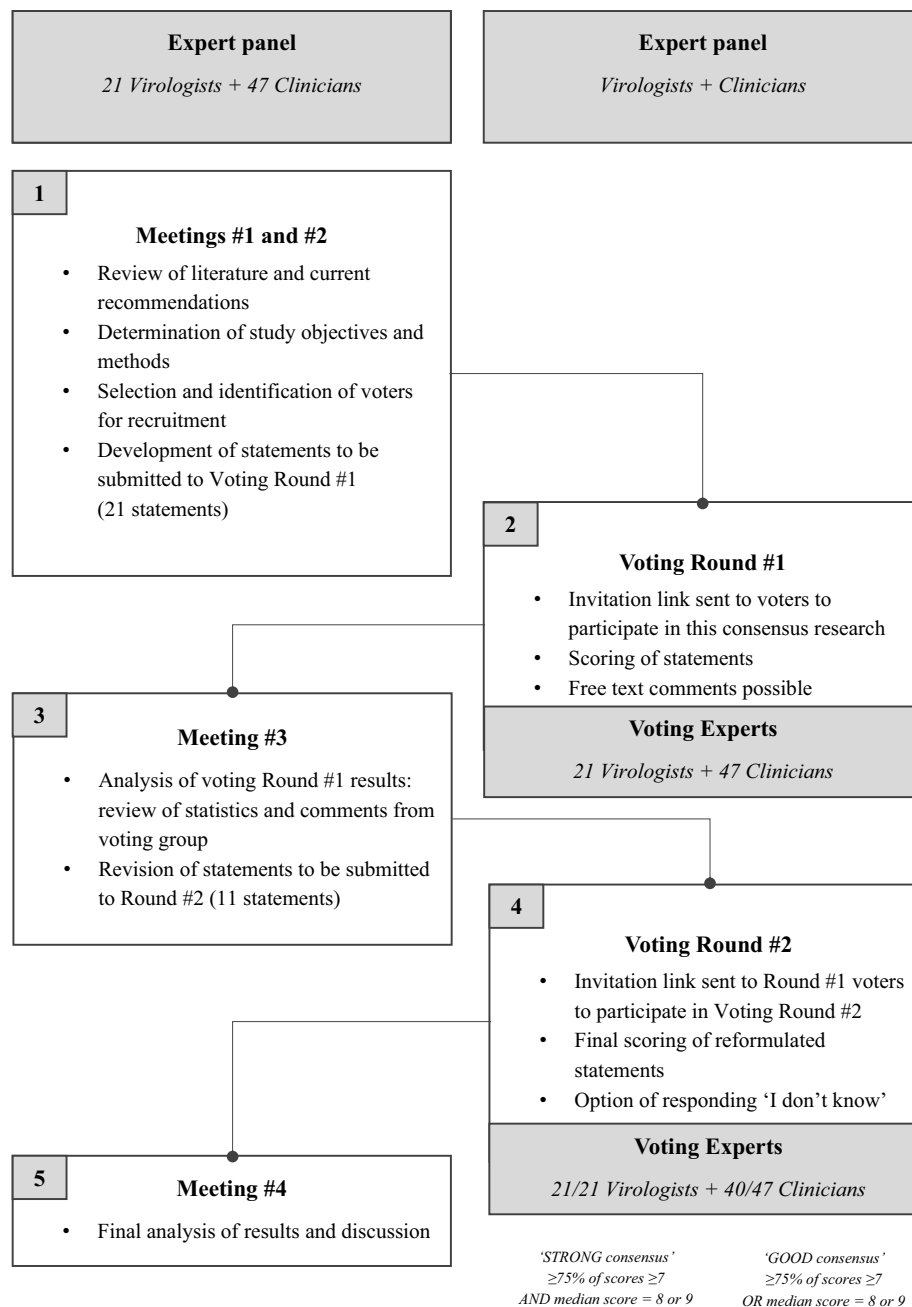 Expert panel
21 Virologists + 47 Clinicians
Expert panel
Virologists + Clinicians
1
Meetings #1 and #2
• Review of literature and current
recommendations
• Determination of study objectives and
methods
• Selection and identification of voters
for recruitment
• Development of statements to be
submitted to Voting Round #1
(21 statements)
2
Voting Round #1
• Invitation link sent to voters to
participate in this consensus research
• Scoring of statements
• Free text comments possible
Voting Experts
21 Virologists + 47 Clinicians
3
Meeting #3
• Analysis of voting Round #1 results:
review of statistics and comments from
voting group
• Revision of statements to be submitted
to Round #2 (11 statements)
4
Voting Round #2
• Invitation link sent to Round #1 voters
to participate in Voting Round #2
• Final scoring of reformulated
statements
• Option of responding ‘I don’t know’
Voting Experts
21/21 Virologists + 40/47 Clinicians
5
Meeting #4
• Final analysis of results and discussion
‘STRONG consensus’
≥75% of scores ≥7
AND median score = 8 or 9
‘GOOD consensus’
≥75% of scores ≥7
OR median score = 8 or 9